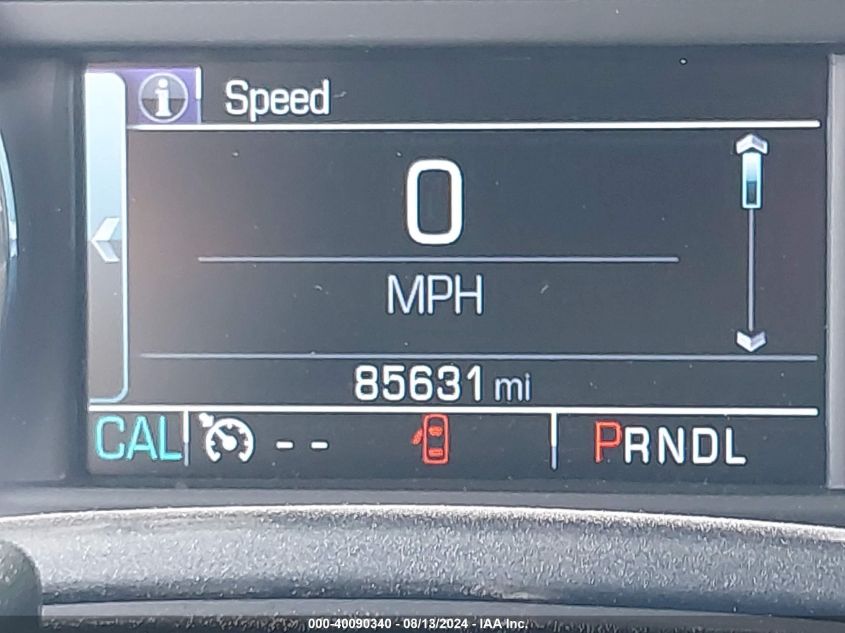 i Speed
0
MPH
85631 mi
CAL -- PRNDL
000-40090340 - 08/13/2024 - IAA Inc.